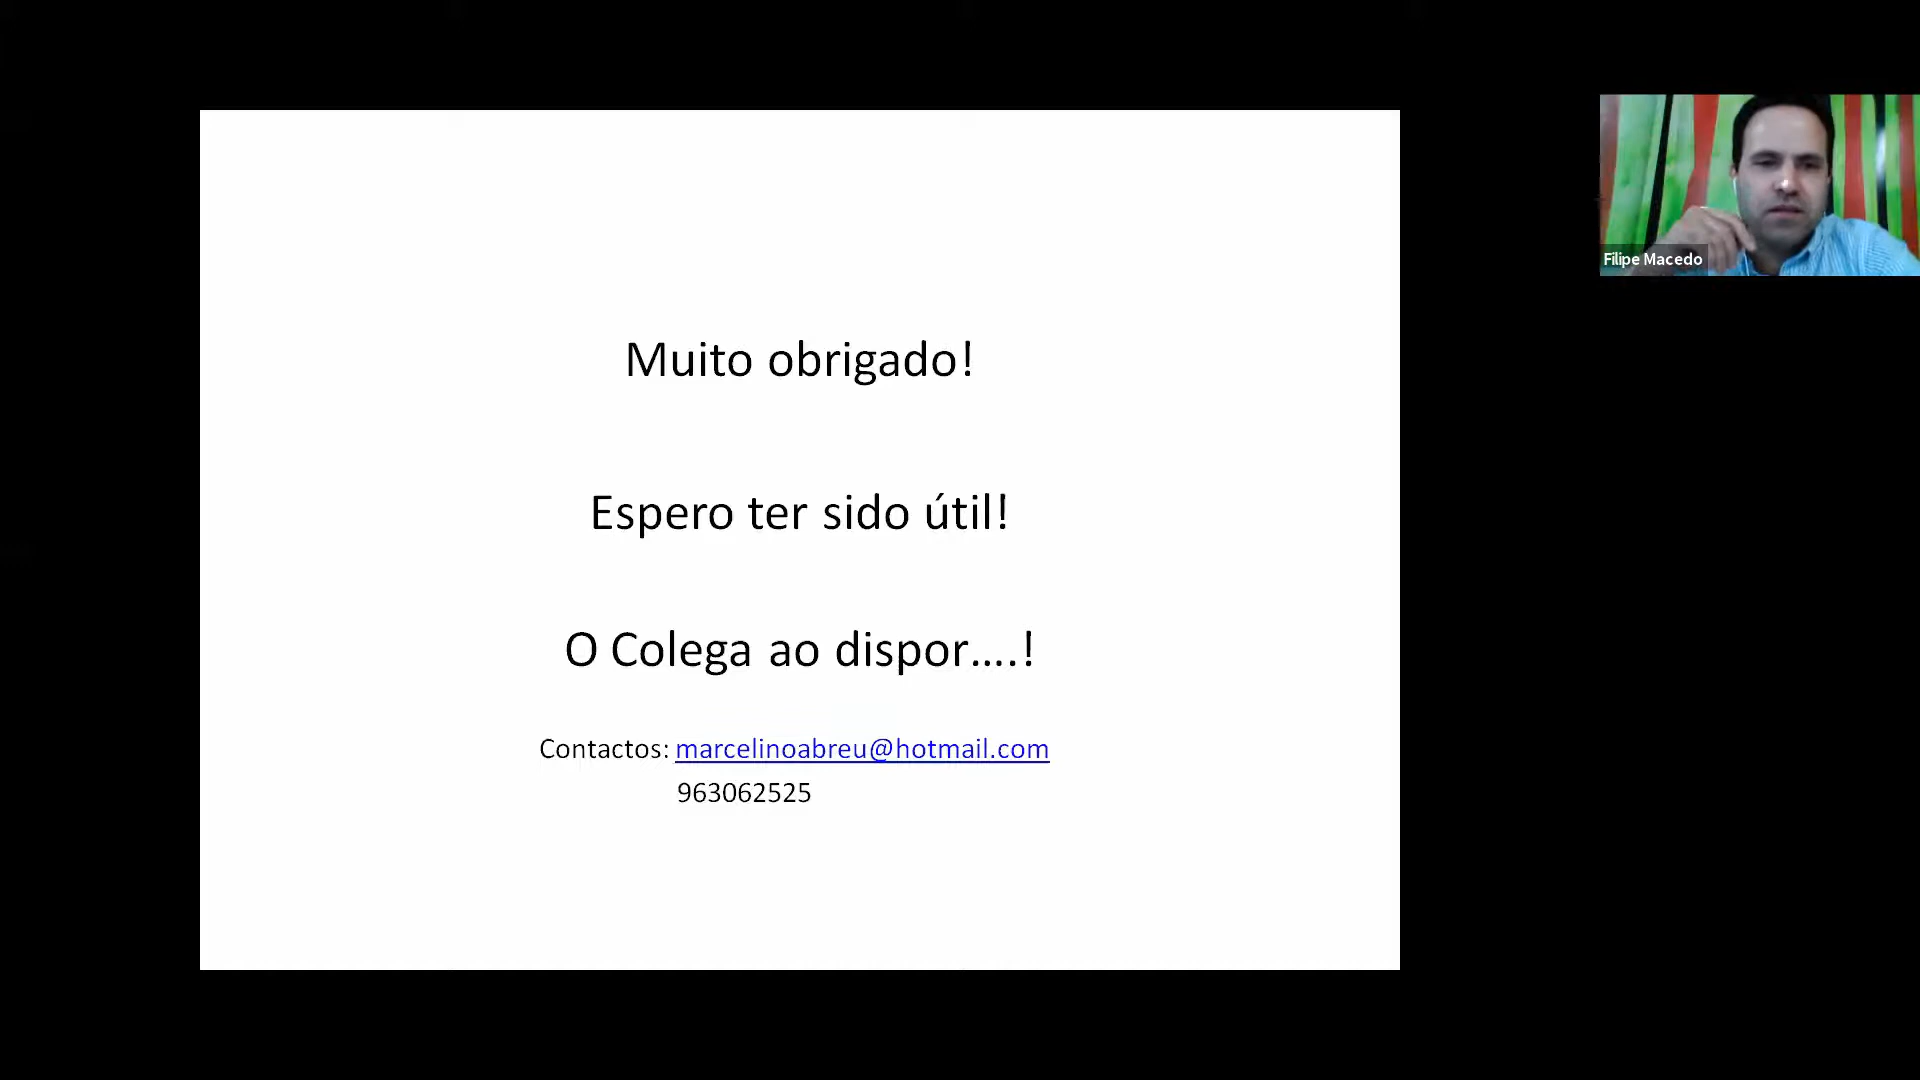 Muito obrigado!
Espero ter sido útil!
O Colega ao dispor....!
Contactos: marcelinoabreu@hotmail.com
963062525
Filipe Macedo